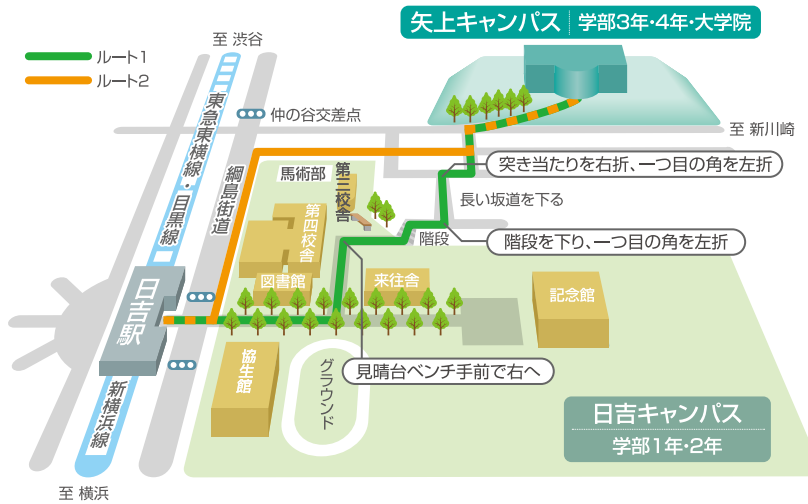 矢上キャンパス 学部3年・4年・大学院
至 渋谷
ルート1
ルート2
仲の谷交差点
至 新川崎
東急東横線・目黒線
綱島街道
馬術部
第三校舎
突き当たりを右折、一つ目の角を左折
長い坂道を下る
第四校舎
階段
階段を下り、一つ目の角を左折
図書館
来往舎
記念館
日吉駅
協生館
グラウンド
見晴台ベンチ手前で右へ
新横浜線
日吉キャンパス
学部1年・2年
至 横浜